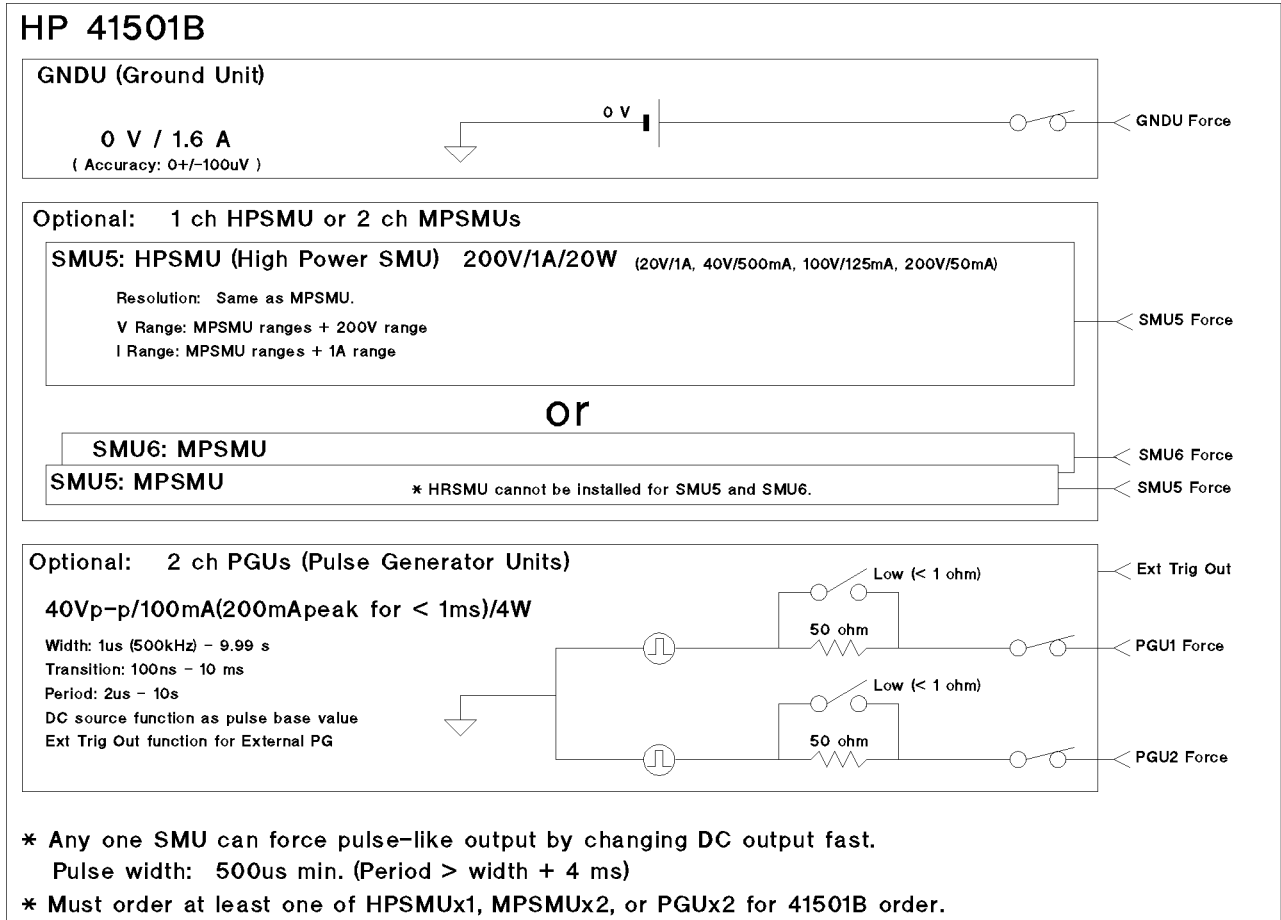 HP 41501B
GNDU (Ground Unit)
0 V / 1.6 A
( Accuracy: 0+/-100uV )
0 V
GNDU Force
Optional: 1 ch HPSMU or 2 ch MPSMUs
SMU5: HPSMU (High Power SMU) 200V/1A/20W (20V/1A, 40V/500mA, 100V/125mA, 200V/50mA)
Resolution: Same as MPSMU.
V Range: MPSMU ranges + 200V range
I Range: MPSMU ranges + 1A range
SMU5 Force
or
SMU6: MPSMU
SMU6 Force
SMU5: MPSMU
* HRSMU cannot be installed for SMU5 and SMU6.
SMU5 Force
Optional: 2 ch PGUs (Pulse Generator Units)
Ext Trig Out
Low (< 1 ohm)
40Vp-p/100mA(200mApeak for < 1ms)/4W
50 ohm
Width: 1us (500kHz) - 9.99 s
PGU1 Force
Transition: 100ns - 10 ms
Period: 2us - 10s
Low (< 1 ohm)
DC source function as pulse base value
Ext Trig Out function for External PG
50 ohm
PGU2 Force
* Any one SMU can force pulse-like output by changing DC output fast.
Pulse width: 500us min. (Period > width + 4 ms)
* Must order at least one of HPSMUx1, MPSMUx2, or PGUx2 for 41501B order.